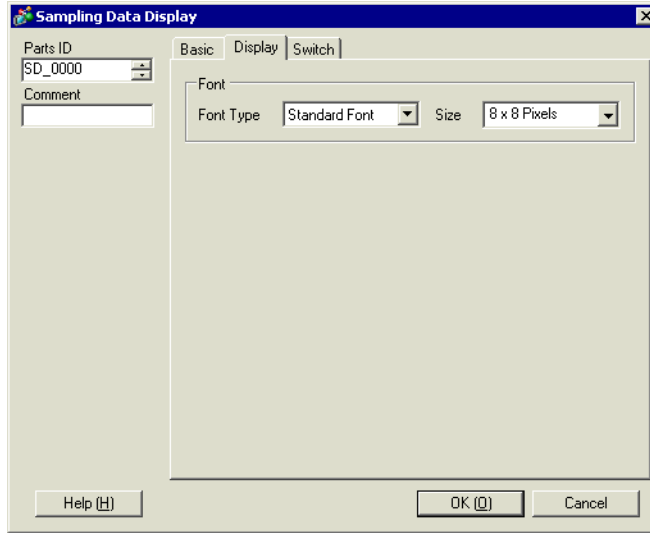 Sampling Data Display
Parts ID
SD_0000
Comment
Basic Display Switch
Font
Font Type Standard Font Size 8 x 8 Pixels
Help (H) OK (O) Cancel